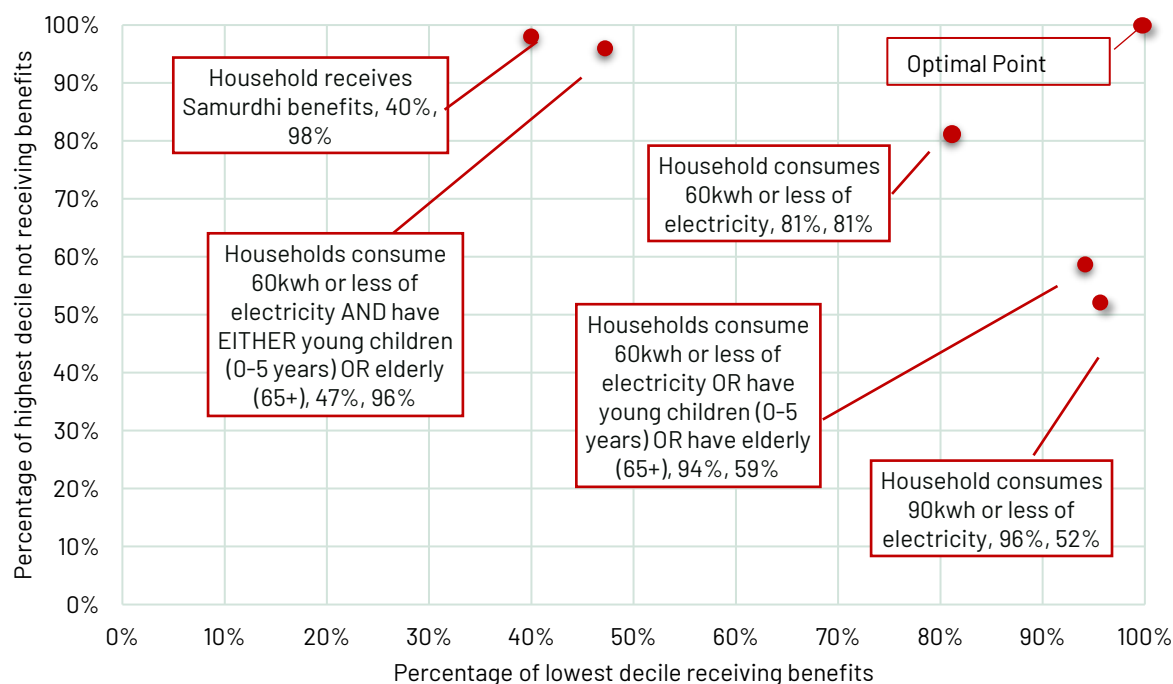 Percentage of highest decile not receiving benefits
100%
90%
80%
70%
60%
50%
40%
30%
20%
10%
0%
Household receives
Samurdhi benefits, 40%,
98%
Optimal Point
Household consumes
60kwh or less of
electricity, 81%, 81%
Households consume
60kwh or less of
electricity AND have
EITHER young children
(0-5 years) OR elderly
(65+), 47%, 96%
Households consume
60kwh or less of
electricity OR have
young children (0-5
years) OR have elderly
(65+), 94%, 59%
Household consumes
90kwh or less of
electricity, 96%, 52%
0%
10%
20%
30%
40%
50%
60%
70%
80%
90%
100%
Percentage of lowest decile receiving benefits